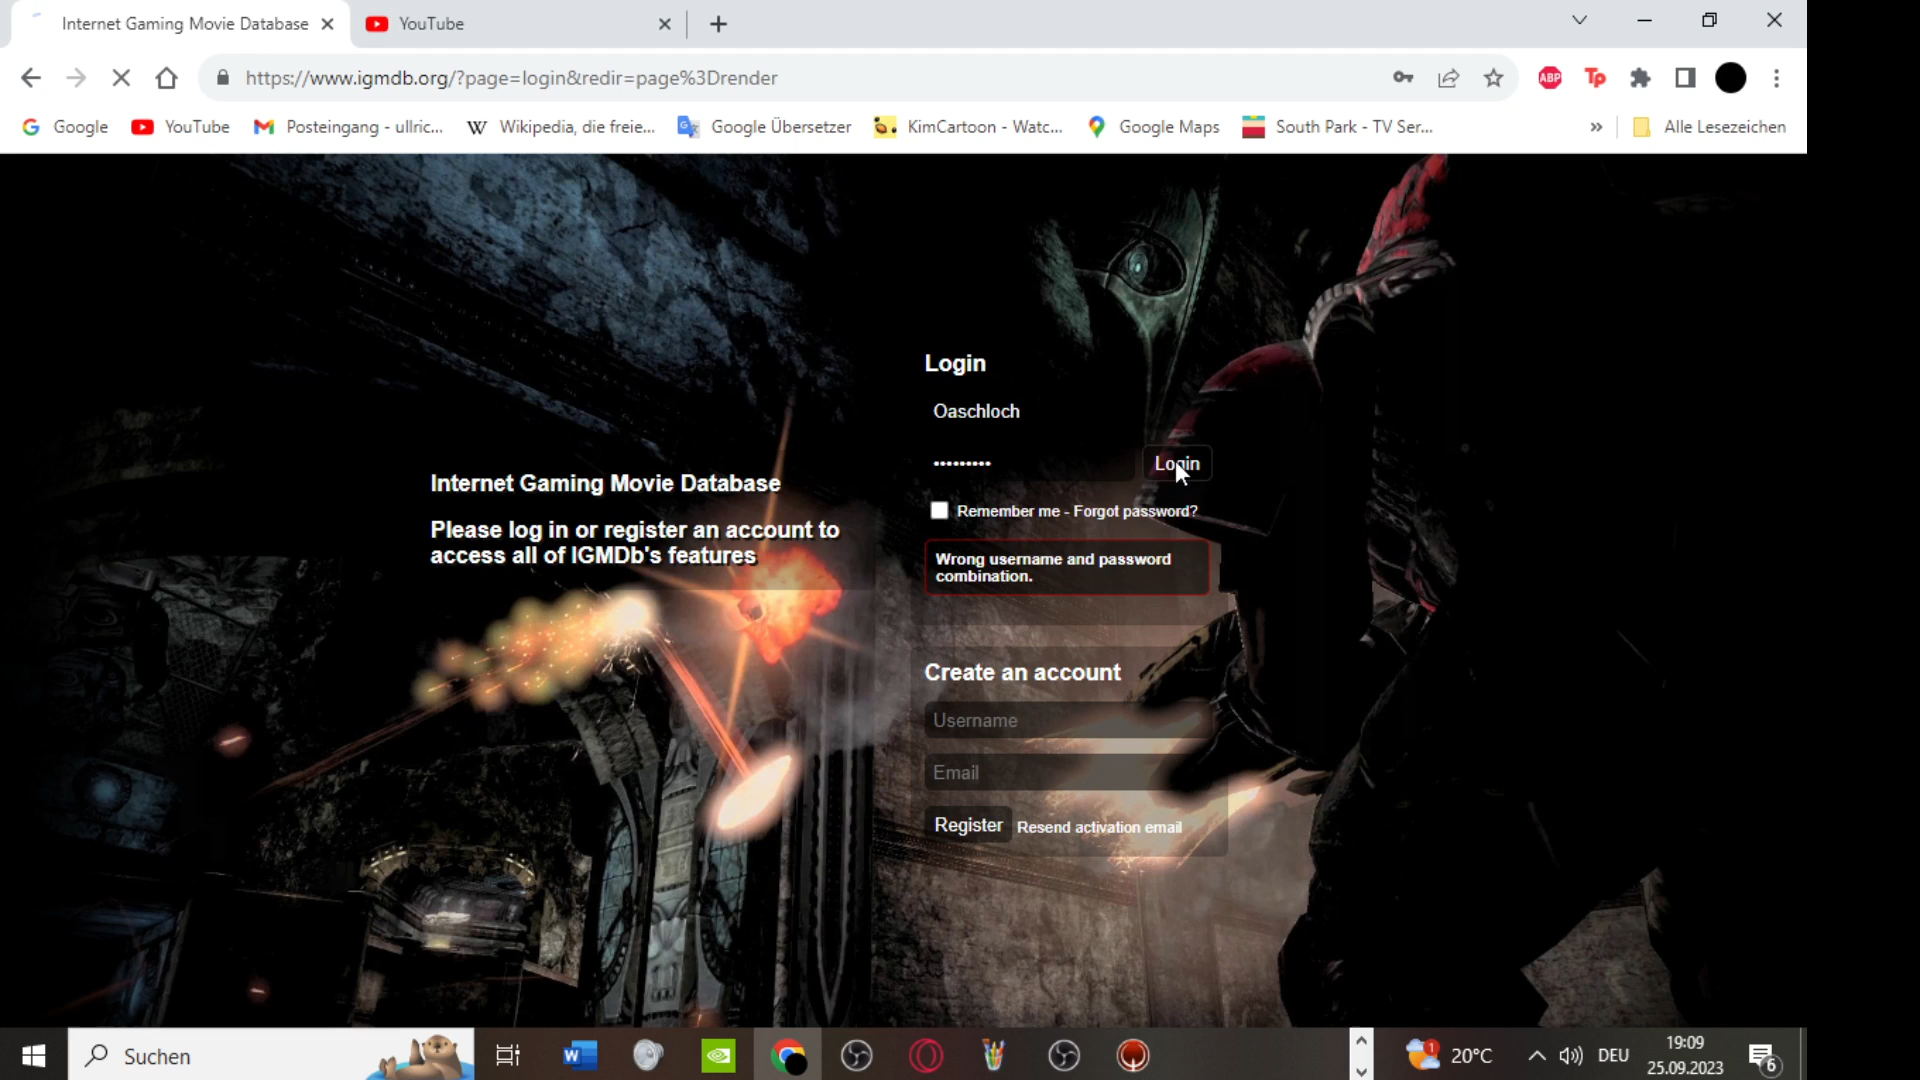 Internet Gaming Movie Database
YouTube
https://www.igmdb.org/?page=login&redir=page%3Drender
ABP
Tp
Google
YouTube
Posteingang - ullric...
W
Wikipedia, die freie...
Google Übersetzer
KimCartoon - Watc...
Google Maps
South Park - TV Ser...
»
Alle Lesezeichen
Login
Oaschloch
•••••••••
Login
Remember me - Forgot password?
Internet Gaming Movie Database
Please log in or register an account to
access all of IGMDb's features
Wrong username and password
combination.
Create an account
Username
Email
Register
Resend activation email
Suchen
W
1
20°C
DEU
19:09
25.09.2023
6